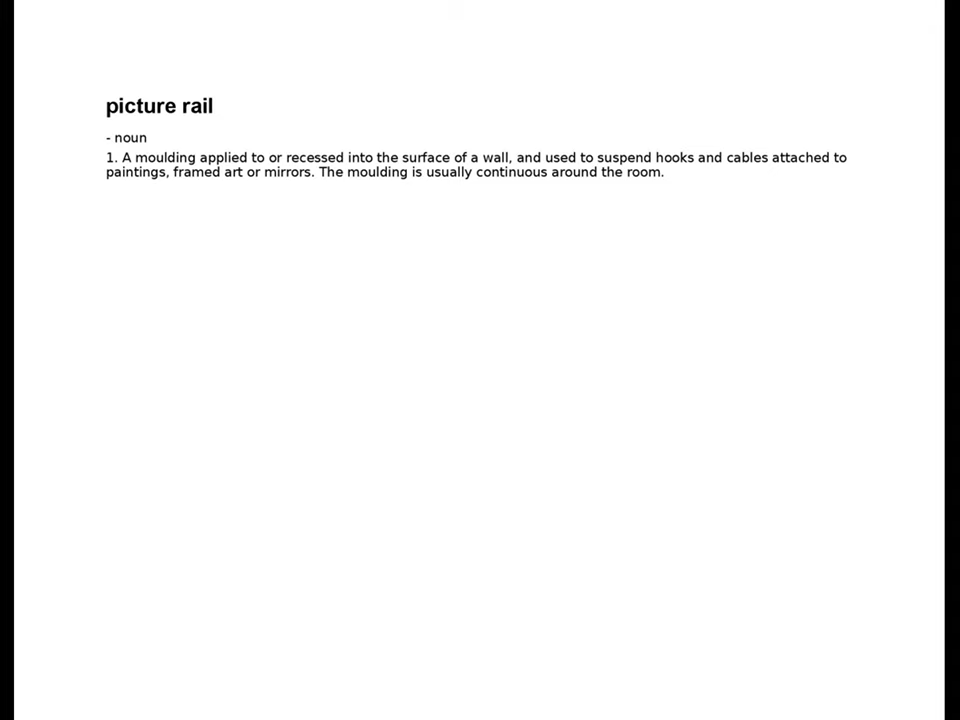 picture rail
- noun
1. A moulding applied to or recessed into the surface of a wall, and used to suspend hooks and cables attached to
paintings, framed art or mirrors. The moulding is usually continuous around the room.